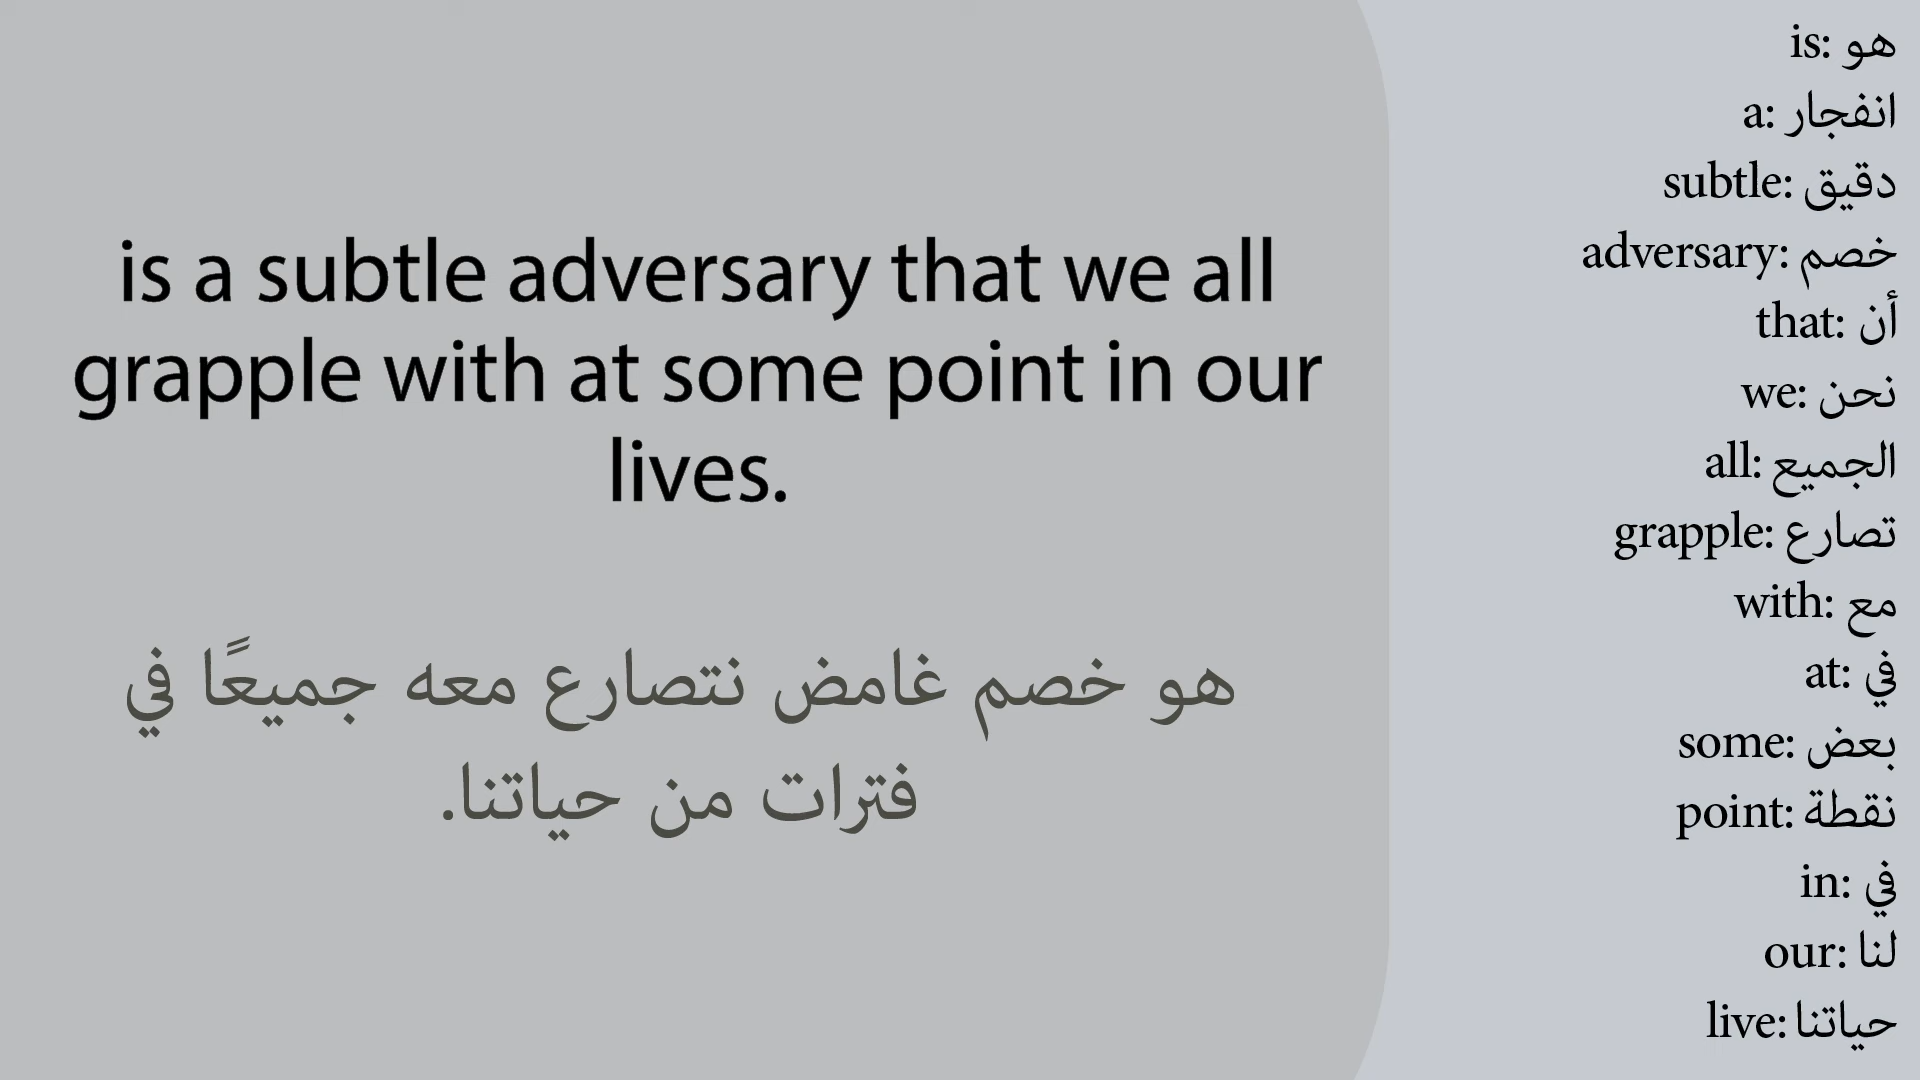 is a subtle adversary that we all
grapple with at some point in our
lives.
هو خصم غامض نتصارع معه جميعًا في
فترات من حياتنا.
is: هو
a: انفجار
subtle: دقيق
adversary: خصم
that: أن
we: نحن
all: الجميع
grapple: تصارع
with: مع
at: في
some: بعض
point: نقطة
in: في
our: لنا
live: حياتنا